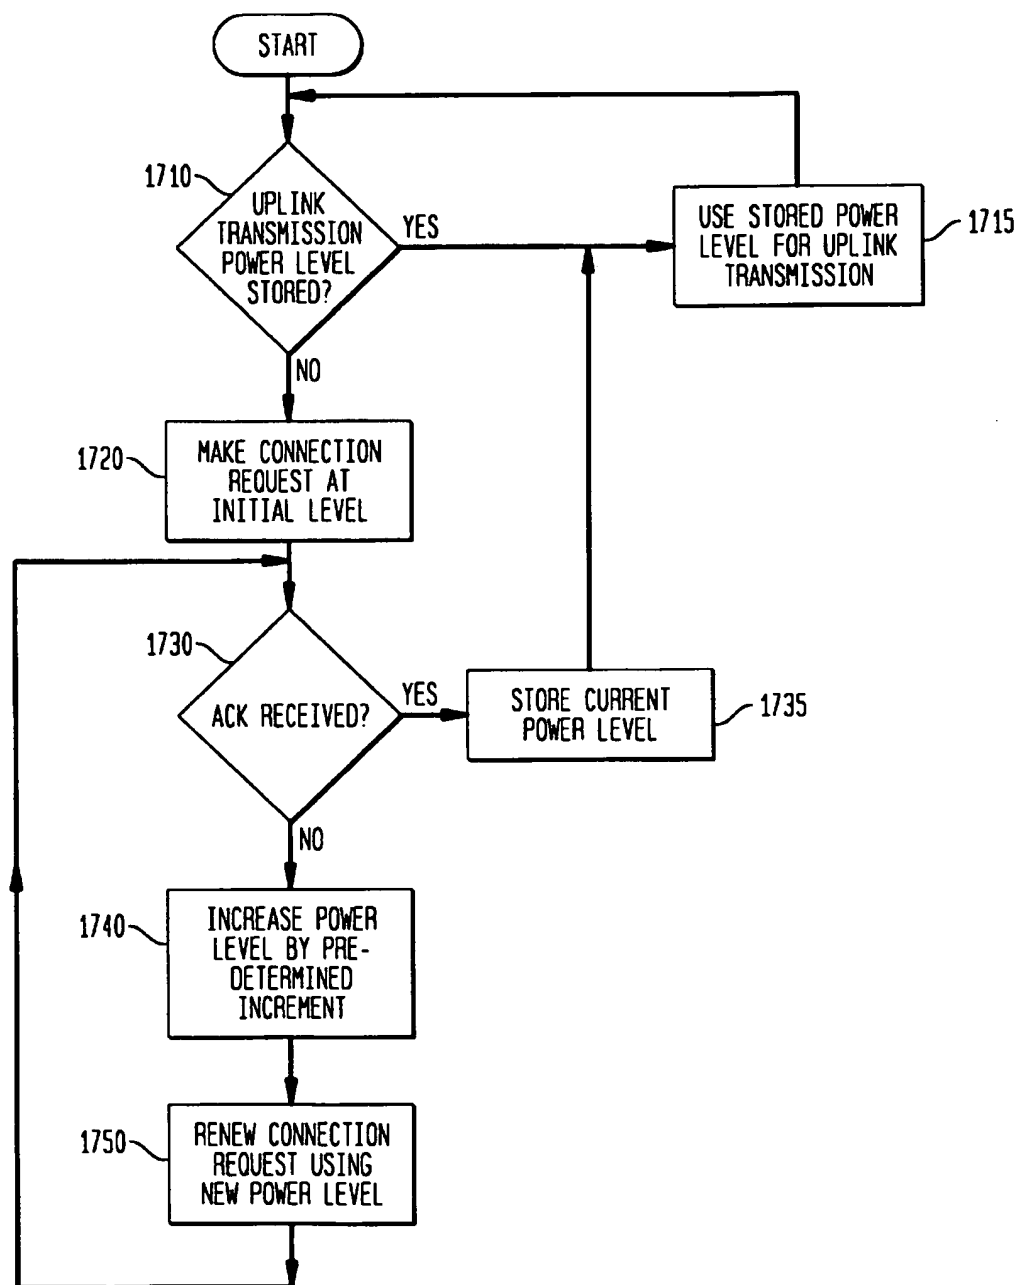 START
1710
UPLINK
TRANSMISSION
POWER LEVEL
STORED?
YES
USE STORED POWER
LEVEL FOR UPLINK
TRANSMISSION
1715
NO
1720
MAKE CONNECTION
REQUEST AT
INITIAL LEVEL
1730
ACK RECEIVED?
YES
STORE CURRENT
POWER LEVEL
1735
NO
1740
INCREASE POWER
LEVEL BY PRE-
DETERMINED
INCREMENT
1750
RENEW CONNECTION
REQUEST USING
NEW POWER LEVEL